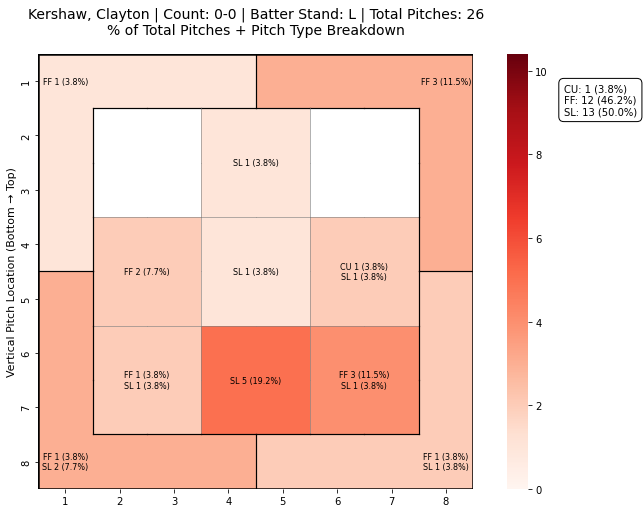 Kershaw, Clayton | Count: 0-0 | Batter Stand: L | Total Pitches: 26
% of Total Pitches + Pitch Type Breakdown
FF 1 (3.8%)
FF 3 (11.5%)
SL 1 (3.8%)
FF 2 (7.7%)
SL 1 (3.8%)
CU 1 (3.8%)
SL 1 (3.8%)
FF 1 (3.8%)
SL 1 (3.8%)
SL 5 (19.2%)
FF 3 (11.5%)
SL 1 (3.8%)
FF 1 (3.8%)
SL 2 (7.7%)
FF 1 (3.8%)
SL 1 (3.8%)
Vertical Pitch Location (Bottom → Top)
1
2
3
4
5
6
7
8
1
2
3
4
5
6
7
8
10
8
6
4
2
0
CU: 1 (3.8%)
FF: 12 (46.2%)
SL: 13 (50.0%)